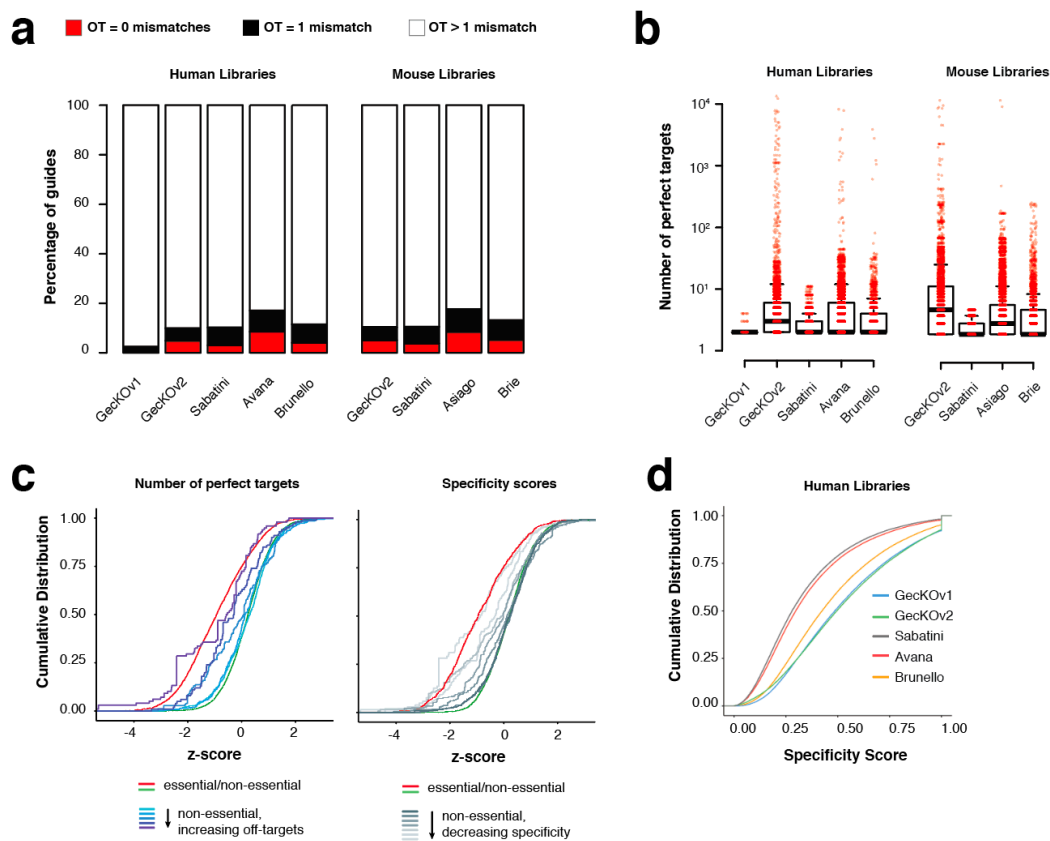 a
OT = 0 mismatches
OT = 1 mismatch
OT > 1 mismatch
Human Libraries
Mouse Libraries
Percentage of guides
100
80
60
40
20
0
GecKOv1
GecKOv2
Sabatini
Avana
Brunello
GecKOv2
Sabatini
Asiago
Brie
b
Human Libraries
Mouse Libraries
Number of perfect targets
10⁴
10³
10²
10¹
1
GecKOv1
GecKOv2
Sabatini
Avana
Brunello
GecKOv2
Sabatini
Asiago
Brie
c
Number of perfect targets
Cumulative Distribution
1.00
0.75
0.50
0.25
0.00
-4
-2
0
2
z-score
essential/non-essential
non-essential,
increasing off-targets
Specificity scores
-4
-2
0
2
z-score
essential/non-essential
non-essential,
decreasing specificity
d
Human Libraries
Cumulative Distribution
1.00
0.75
0.50
0.25
0.00
GecKOv1
GecKOv2
Sabatini
Avana
Brunello
0.00
0.25
0.50
0.75
1.00
Specificity Score